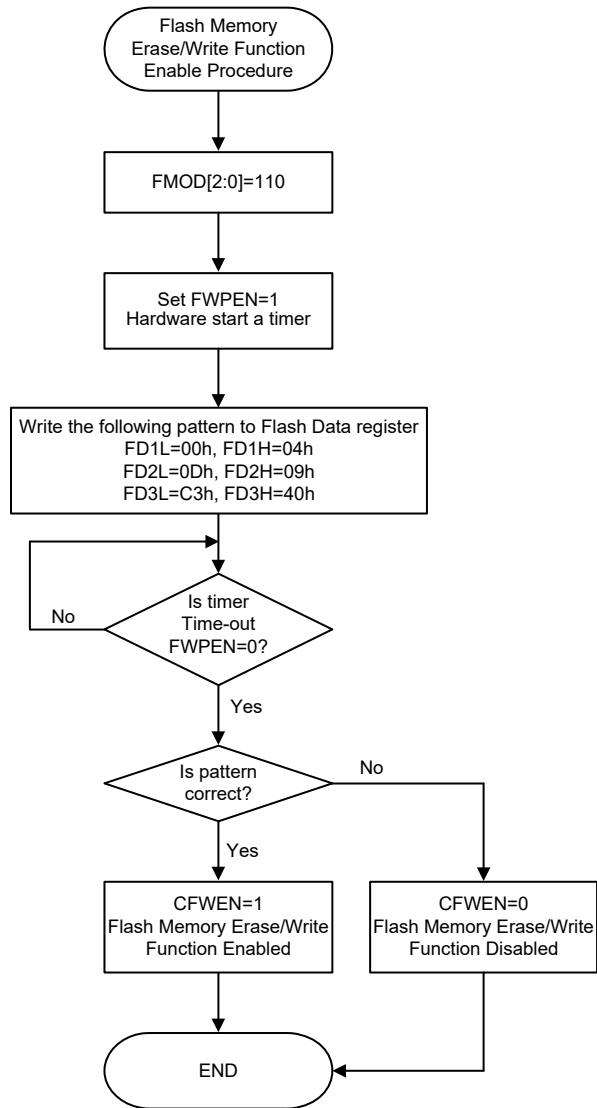 Flash Memory
Erase/Write Function
Enable Procedure
FMOD[2:0]=110
Set FWPEN=1
Hardware start a timer
Write the following pattern to Flash Data register
FD1L=00h, FD1H=04h
FD2L=0Dh, FD2H=09h
FD3L=C3h, FD3H=40h
Is timer
Time-out
FWPEN=0?
No
Yes
Is pattern
correct?
No
Yes
CFWEN=1
Flash Memory Erase/Write
Function Enabled
CFWEN=0
Flash Memory Erase/Write
Function Disabled
END